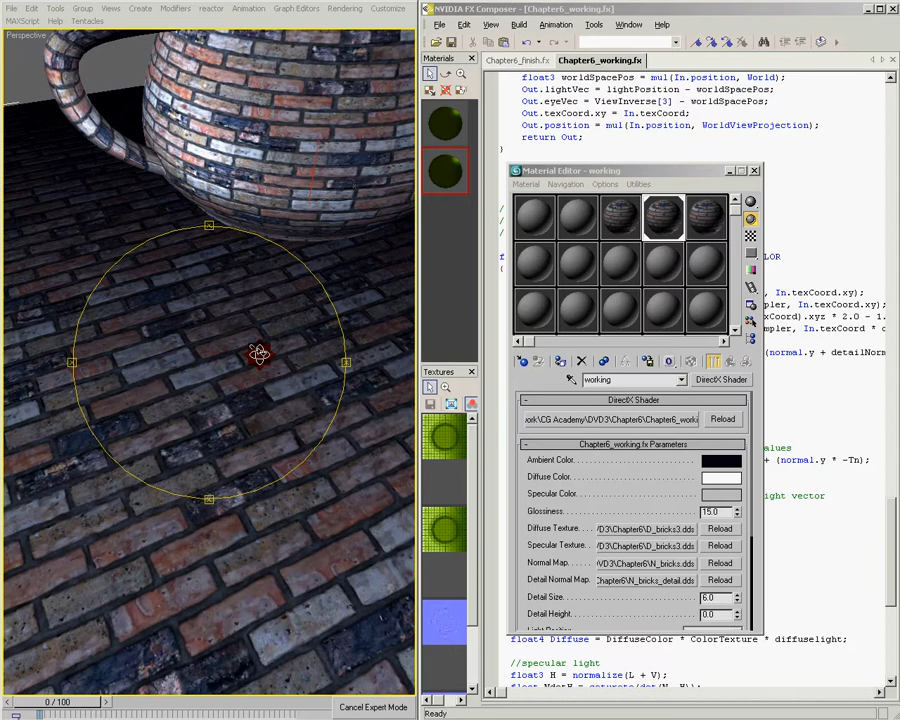 File Edit Tools Group Views Create Modifiers reactor Animation Graph Editors Rendering Customize
MAXScript Help Tentacles
Perspective
0 / 100
Cancel Expert Mode
NVIDIA FX Composer - [Chapter6_working.fx]
File Edit View Build Animation Tools Window Help
Materials
Chapter6_finish.fx Chapter6_working.fx
float3 worldSpacePos = mul(In.position, World);
Out.lightVec = lightPosition - worldSpacePos;
Out.eyeVec = ViewInverse[3] - worldSpacePos;
Out.texCoord.xy = In.texCoord;
Out.position = mul(In.position, WorldViewProjection);
return Out;
}
Material Editor - working
Material Navigation Options Utilities
LOR
, In.texCoord.xy);
, In.texCoord.xy);
Coord).xyz * 2.0 - 1.
mpler, In.texCoord * d
(normal.y + detailNorm
alues
+ (normal.y * -Tn);
ight vector
working
DirectX Shader
DirectX Shader
ork\CG Academy\DVD3\Chapter6\Chapter6_worki
Reload
Chapter6_working.fx Parameters
Ambient Color
Diffuse Color
Specular Color
Glossiness 15.0
Diffuse Texture /D3\Chapter6\D_bricks3.dds Reload
Specular Texture /D3\Chapter6\D_bricks3.dds Reload
Normal Map DVD3\Chapter6\N_bricks.dds Reload
Detail Normal Map Chapter6\N_bricks_detail.dds Reload
Detail Size 6.0
Detail Height 0.0
Textures
float4 Diffuse = DiffuseColor * ColorTexture * diffuselight;
//specular light
float3 H = normalize(L + V);
Ready